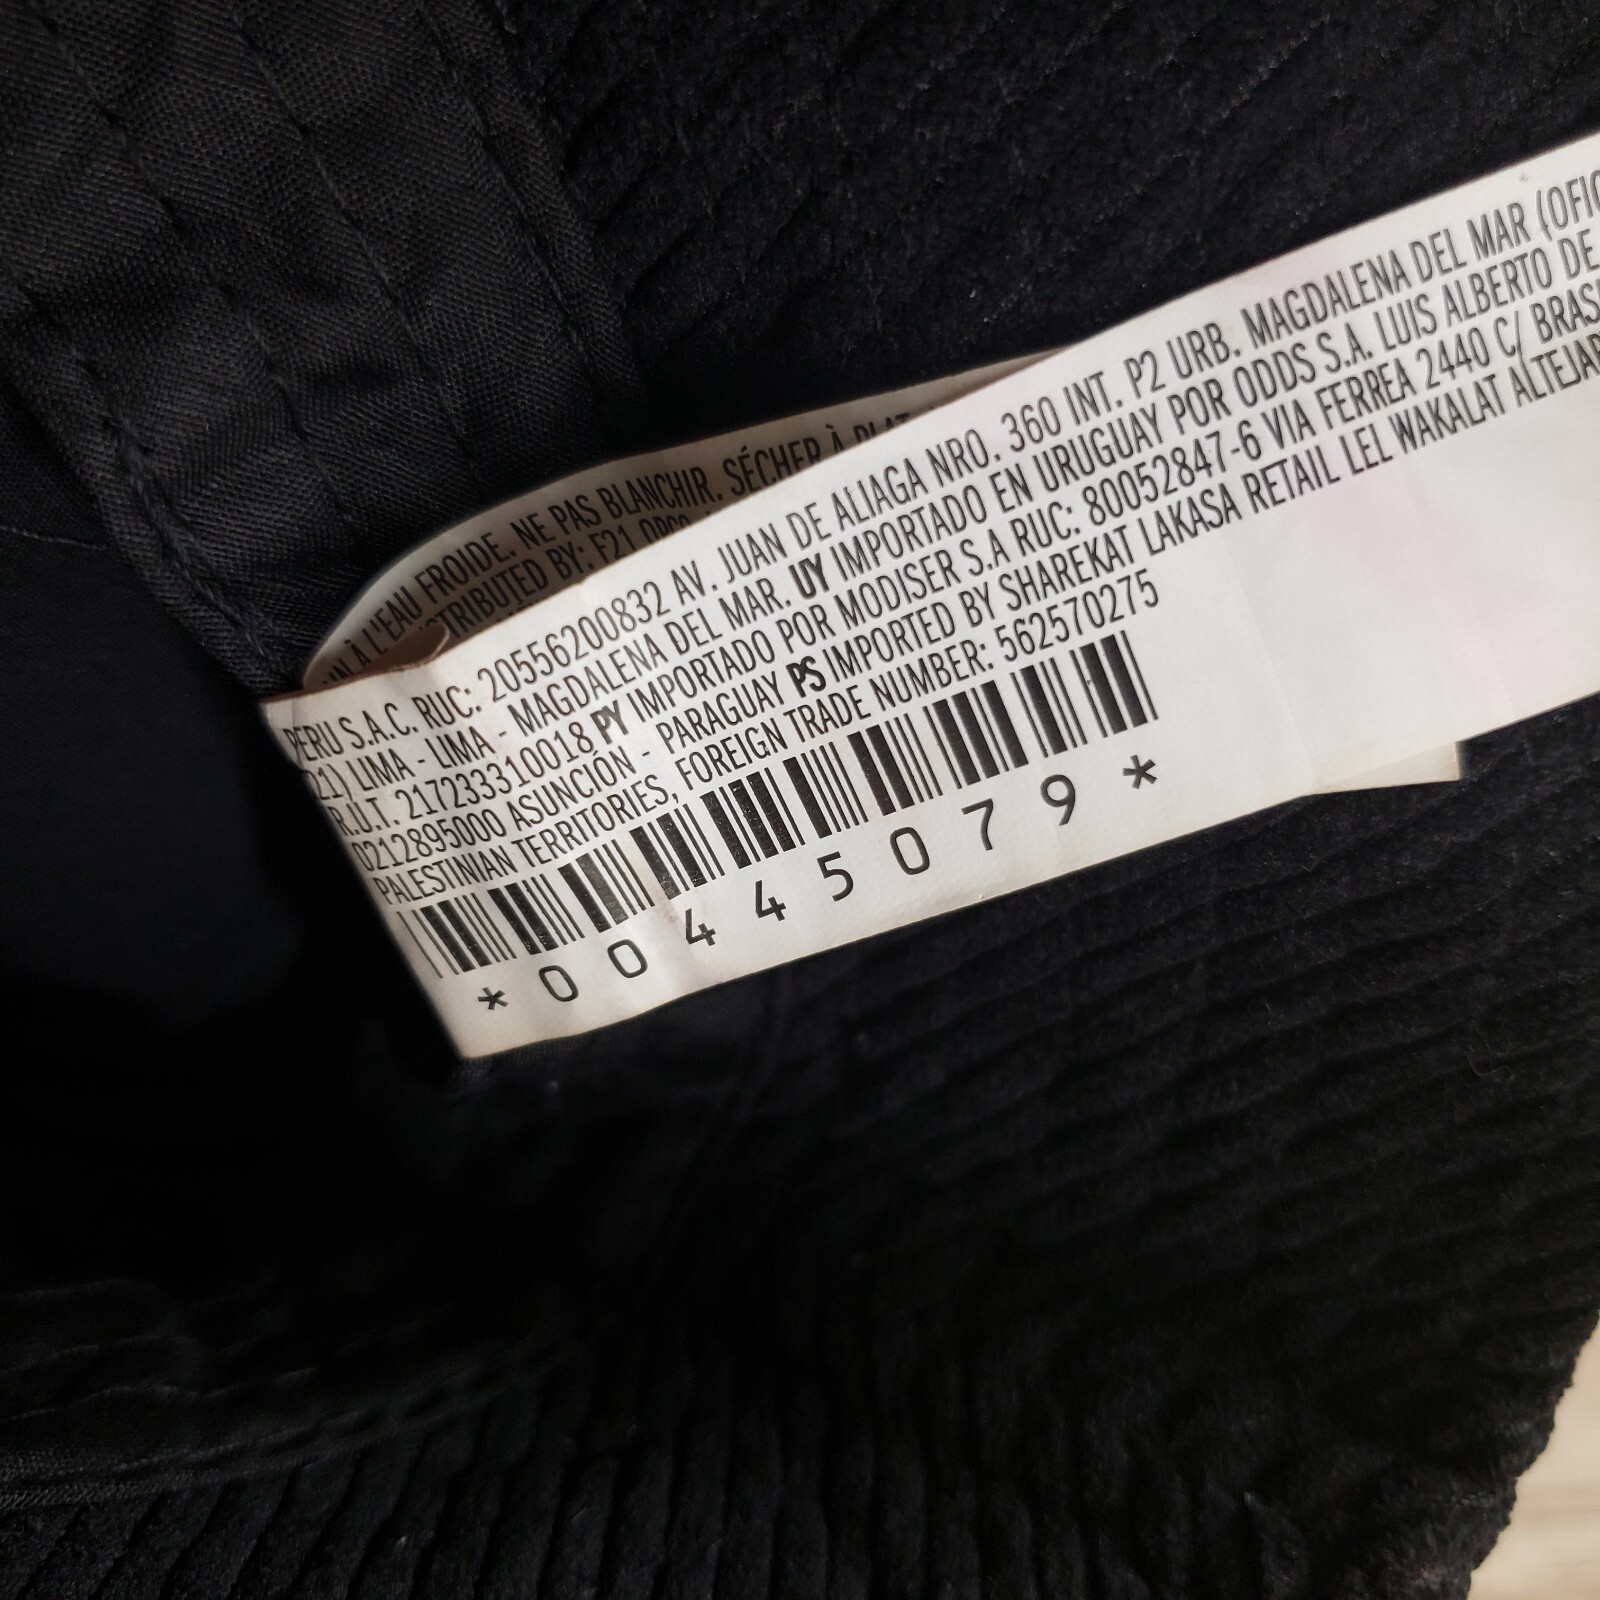 À L'EAU FROIDE. NE PAS BLANCHIR. SÉCHER À PLAT
DISTRIBUTED BY: F21 OPCO
PERU S.A.C. RUC: 20556200832 AV. JUAN DE ALIAGA NRO. 360 INT. P2 URB. MAGDALENA DEL MAR (OFIC
21) LIMA - LIMA - MAGDALENA DEL MAR. UY IMPORTADO EN URUGUAY POR ODDS S.A. LUIS ALBERTO DE
R.U.T. 217233310018 PY IMPORTADO POR MODISER S.A RUC: 80052847-6 VIA FERREA 2440 C/ BRASI
0212895000 ASUNCIÓN - PARAGUAY PS IMPORTED BY SHAREKAT LAKASA RETAIL LEL WAKALAT ALTEJAR
PALESTINIAN TERRITORIES, FOREIGN TRADE NUMBER: 562570275
*0045079*